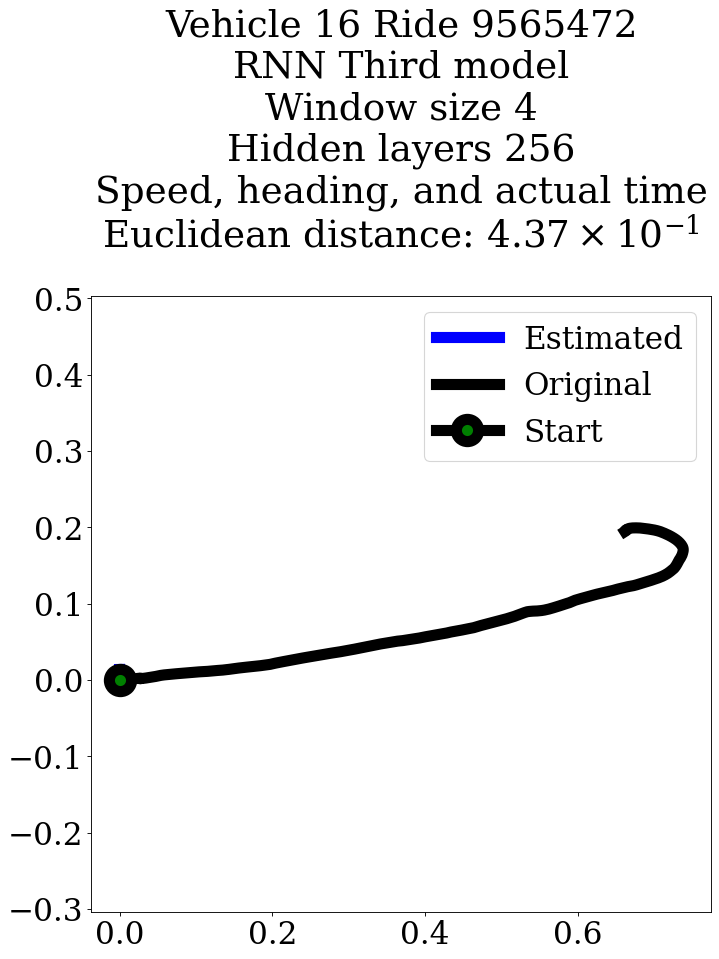 Vehicle 16 Ride 9565472
RNN Third model
Window size 4
Hidden layers 256
Speed, heading, and actual time
Euclidean distance: 4.37 × 10⁻¹
Estimated
Original
Start
0.5
0.4
0.3
0.2
0.1
0.0
−0.1
−0.2
−0.3
0.0 0.2 0.4 0.6